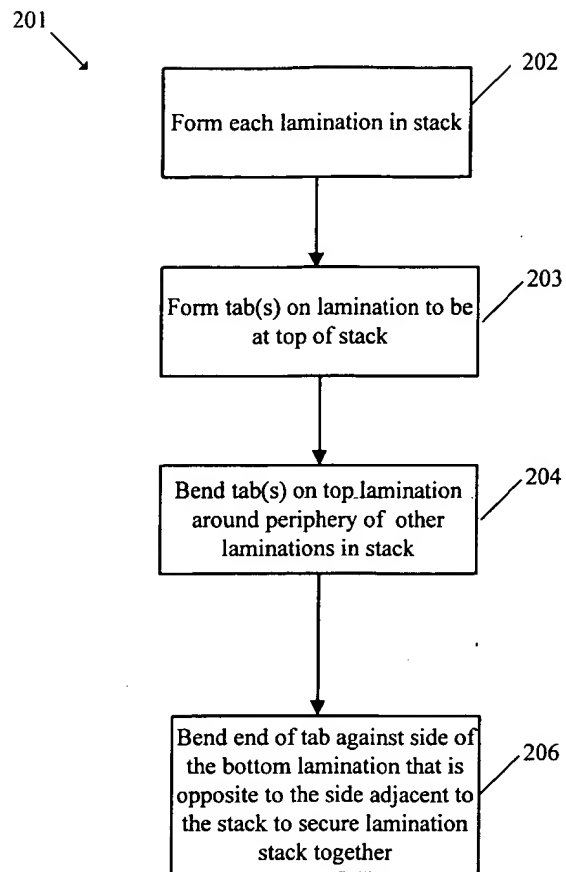 201
202
Form each lamination in stack
203
Form tab(s) on lamination to be
at top of stack
204
Bend tab(s) on top lamination
around periphery of other
laminations in stack
206
Bend end of tab against side of
the bottom lamination that is
opposite to the side adjacent to
the stack to secure lamination
stack together